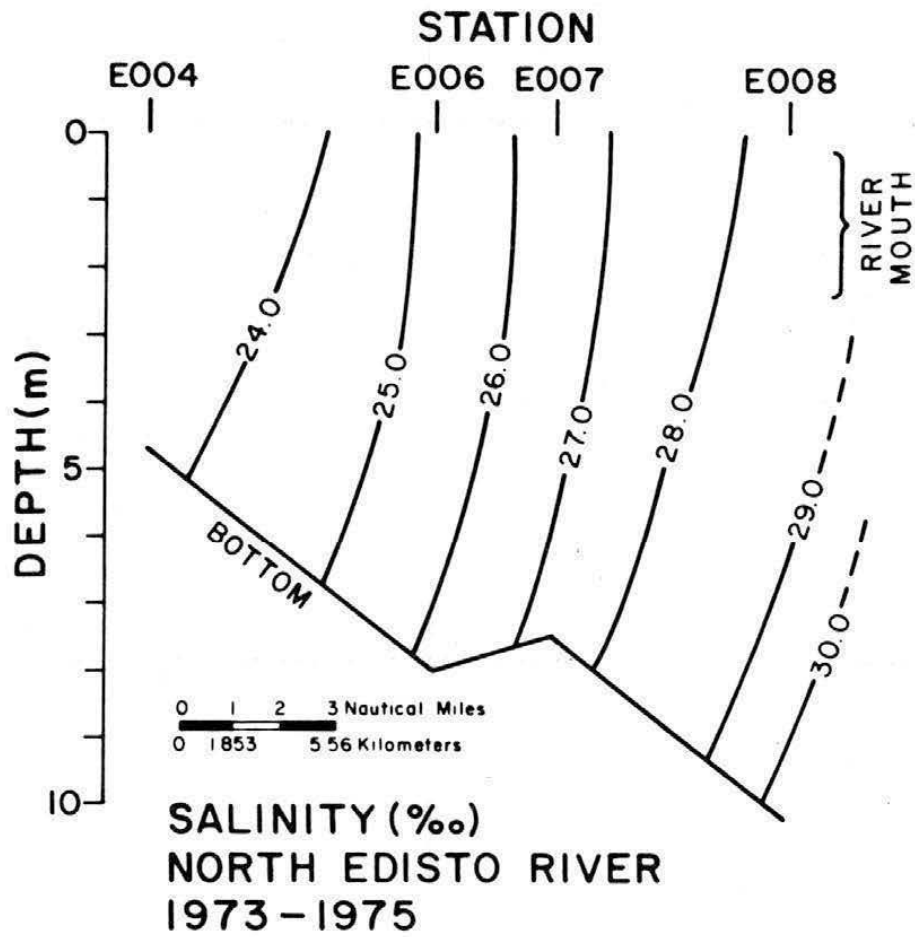 STATION
E004 E006 E007 E008
0
RIVER
MOUTH
24.0
25.0
26.0
27.0
28.0
29.0
30.0
DEPTH(m)
5
BOTTOM
0 1 2 3 Nautical Miles
0 1 853 5 56 Kilometers
10
SALINITY (‰)
NORTH EDISTO RIVER
1973-1975